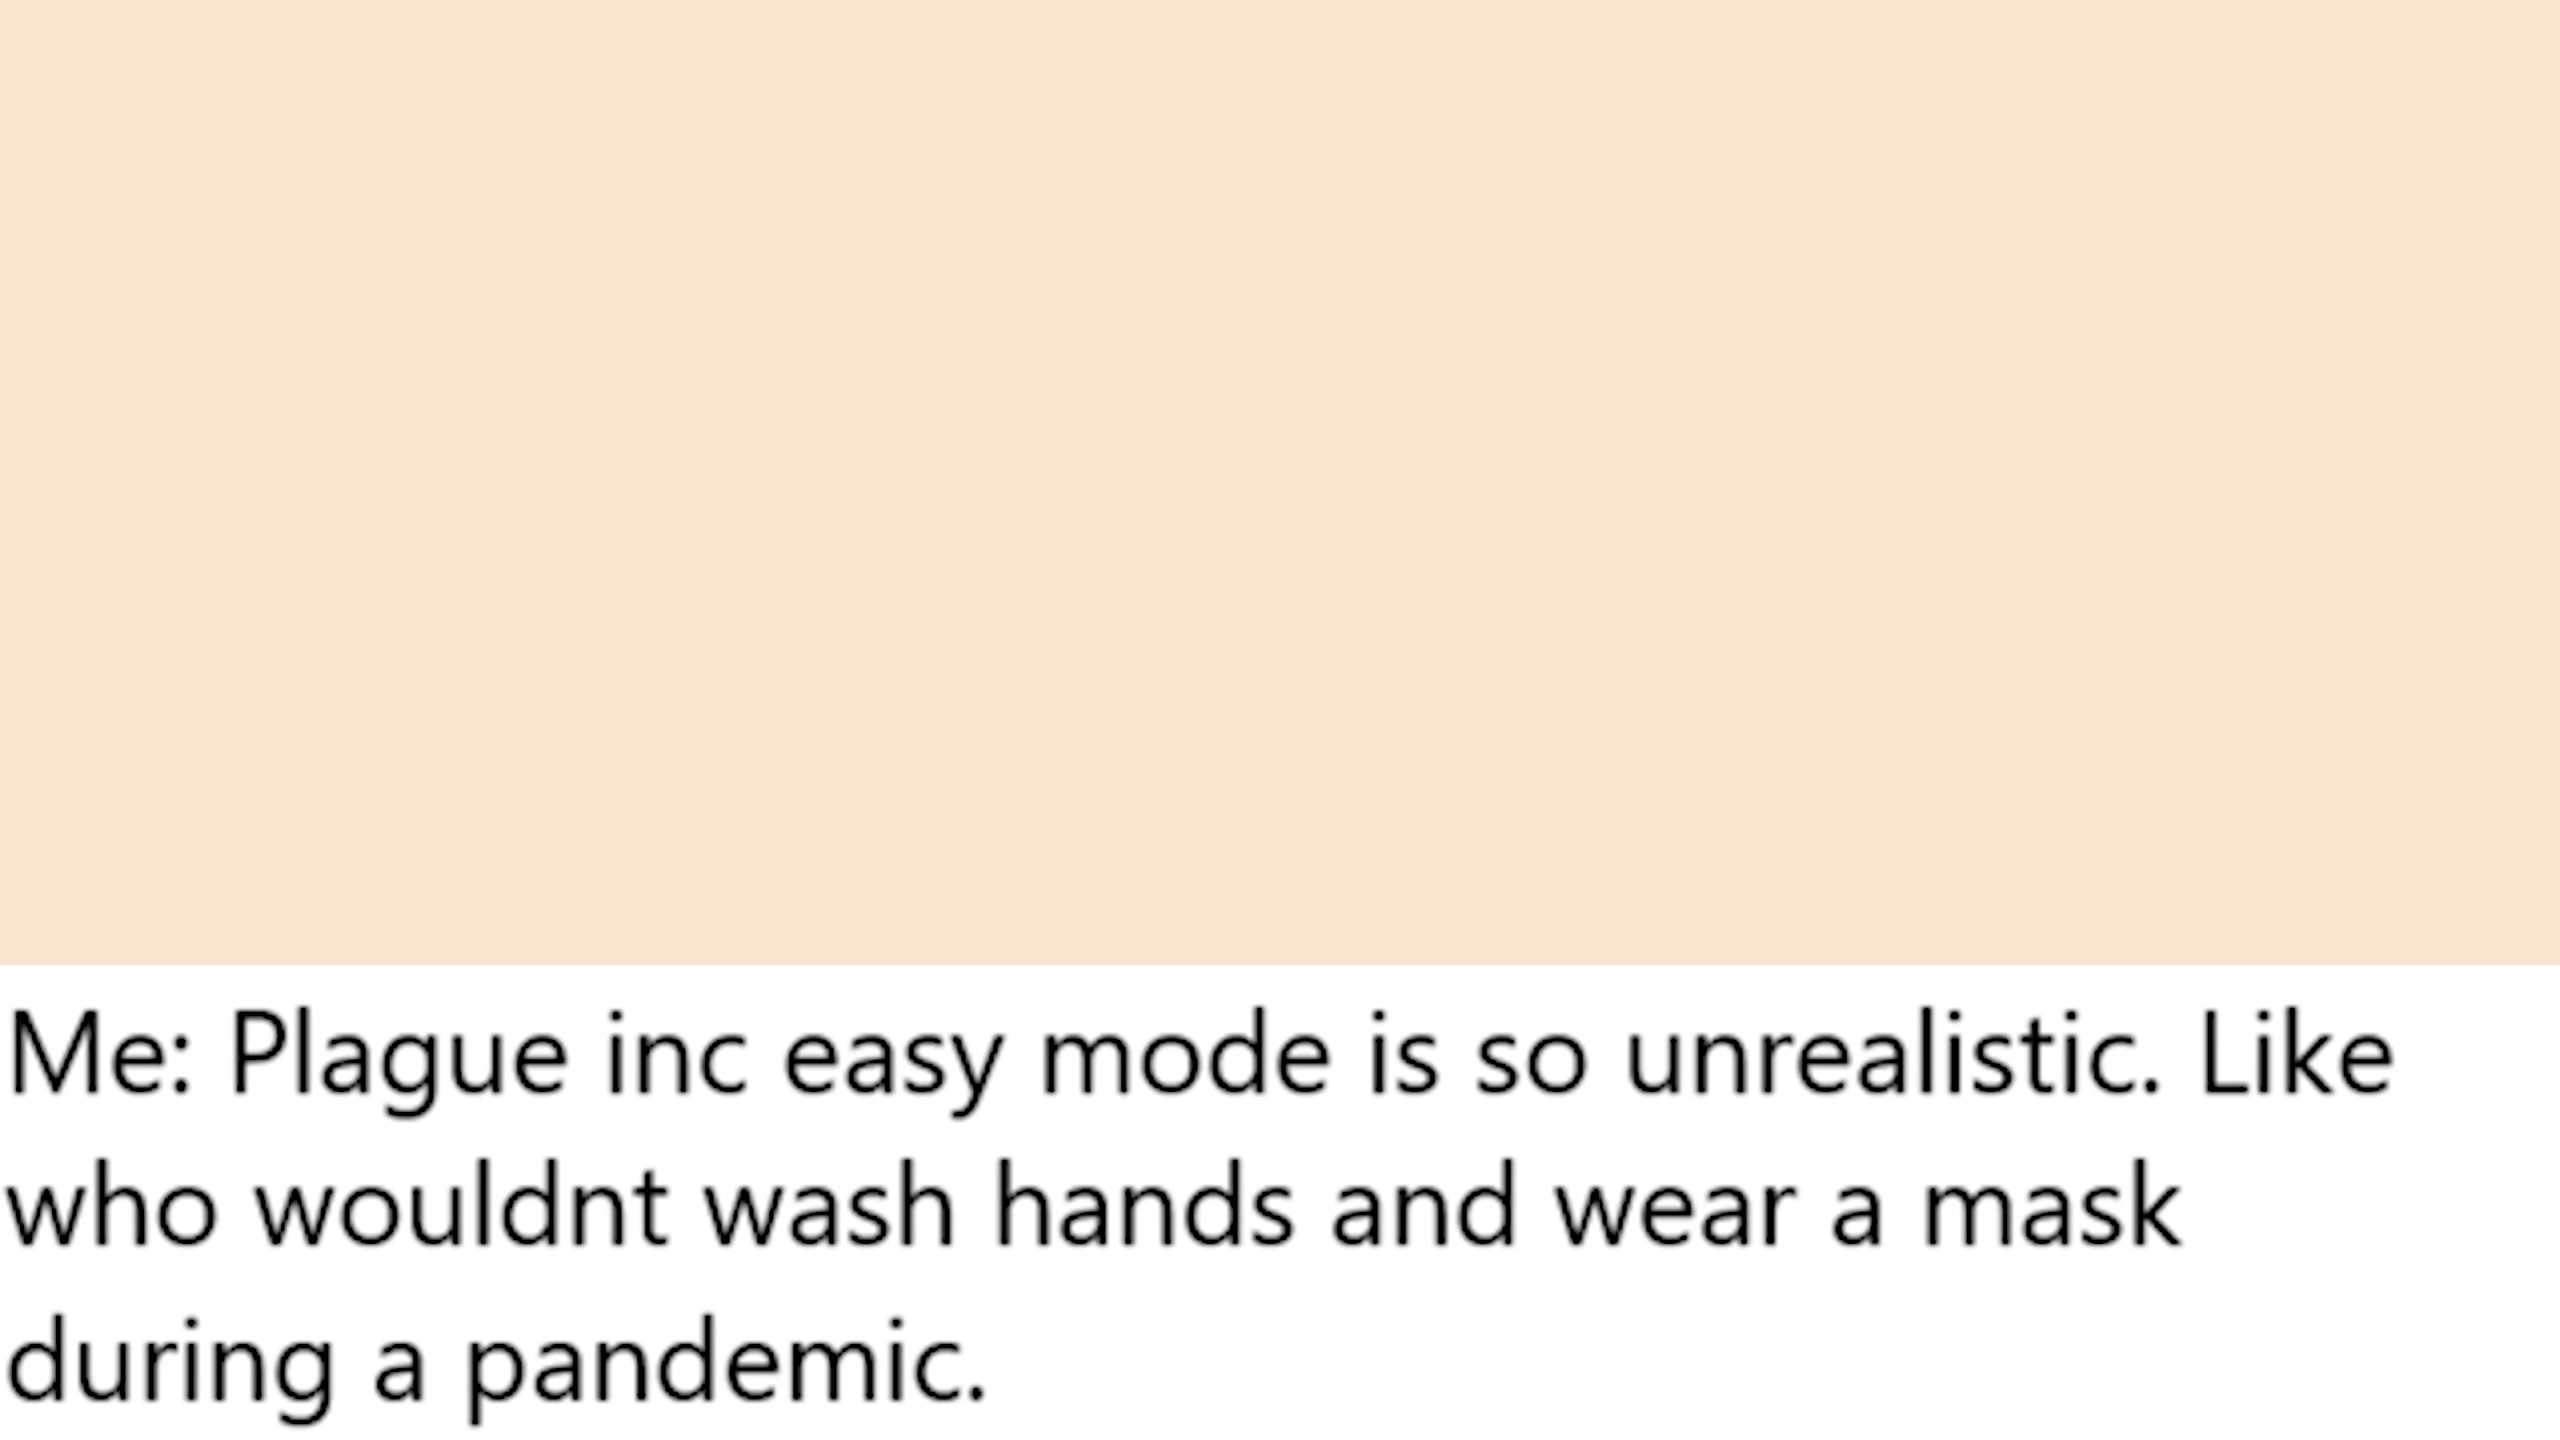 Me: Plague inc easy mode is so unrealistic. Like
who wouldnt wash hands and wear a mask
during a pandemic.